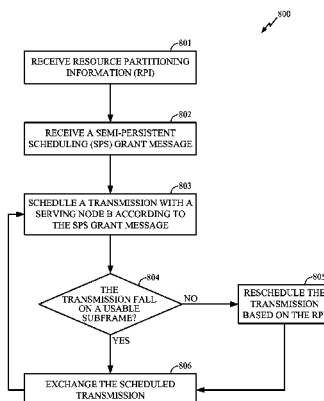 800
801
RECEIVE RESOURCE PARTITIONING
INFORMATION (RPI)
802
RECEIVE A SEMI-PERSISTENT
SCHEDULING (SPS) GRANT MESSAGE
803
SCHEDULE A TRANSMISSION WITH A
SERVING NODE B ACCORDING TO
THE SPS GRANT MESSAGE
804
THE
TRANSMISSION FALL
ON A USABLE
SUBFRAME?
NO
YES
805
RESCHEDULE THE
TRANSMISSION
BASED ON THE RP
806
EXCHANGE THE SCHEDULED
TRANSMISSION